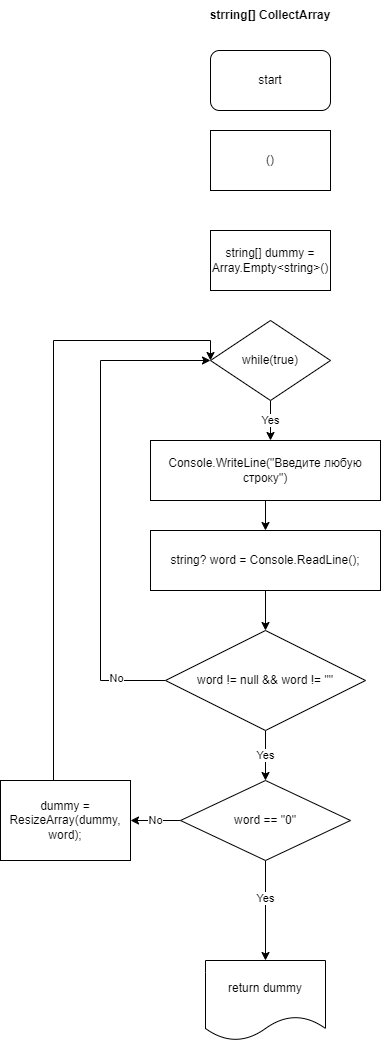 strring[] CollectArray
start
()
string[] dummy =
Array.Empty<string>()
while(true)
Yes
Console.WriteLine("Введите любую
строку")
string? word = Console.ReadLine();
word != null && word != ""
No
Yes
dummy =
ResizeArray(dummy,
word);
No
word == "0"
Yes
return dummy